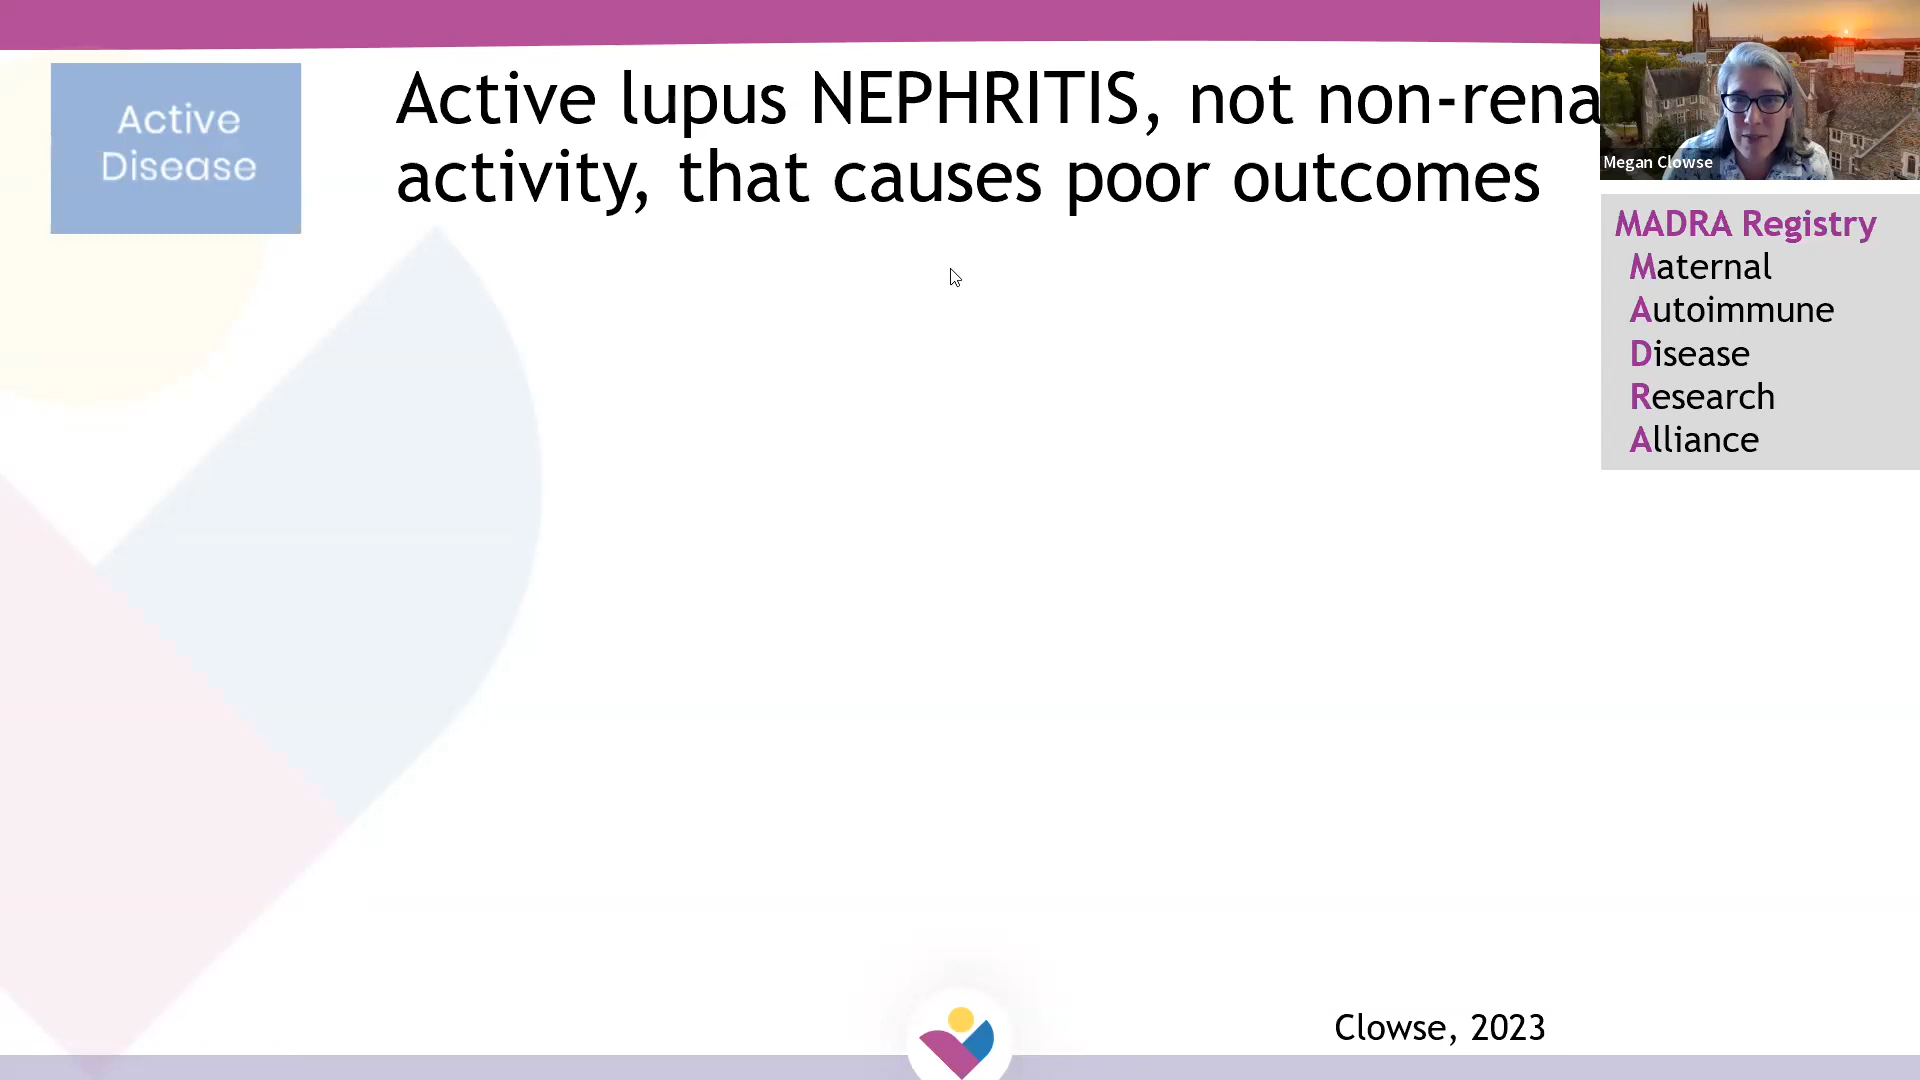 Active
Disease
Active lupus NEPHRITIS, not non-rena
activity, that causes poor outcomes
Megan Clowse
MADRA Registry
Maternal
Autoimmune
Disease
Research
Alliance
Clowse, 2023